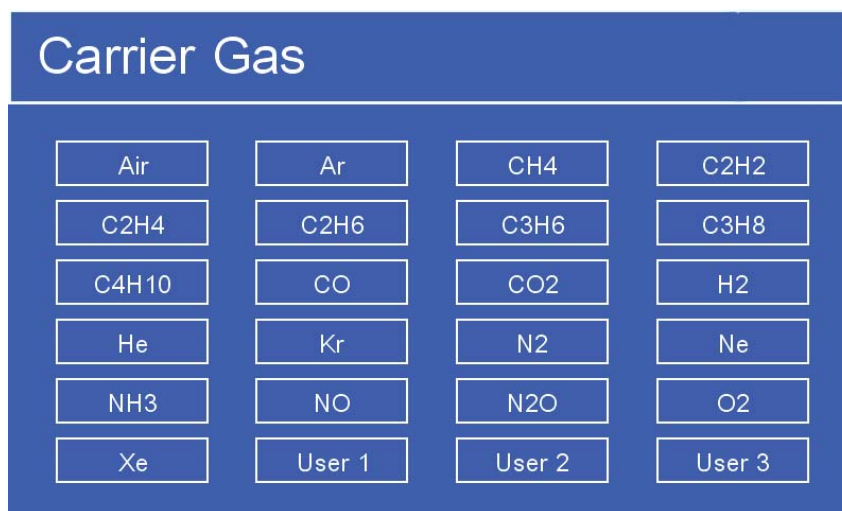 Carrier Gas
Air Ar CH4 C2H2
C2H4 C2H6 C3H6 C3H8
C4H10 CO CO2 H2
He Kr N2 Ne
NH3 NO N2O O2
Xe User 1 User 2 User 3